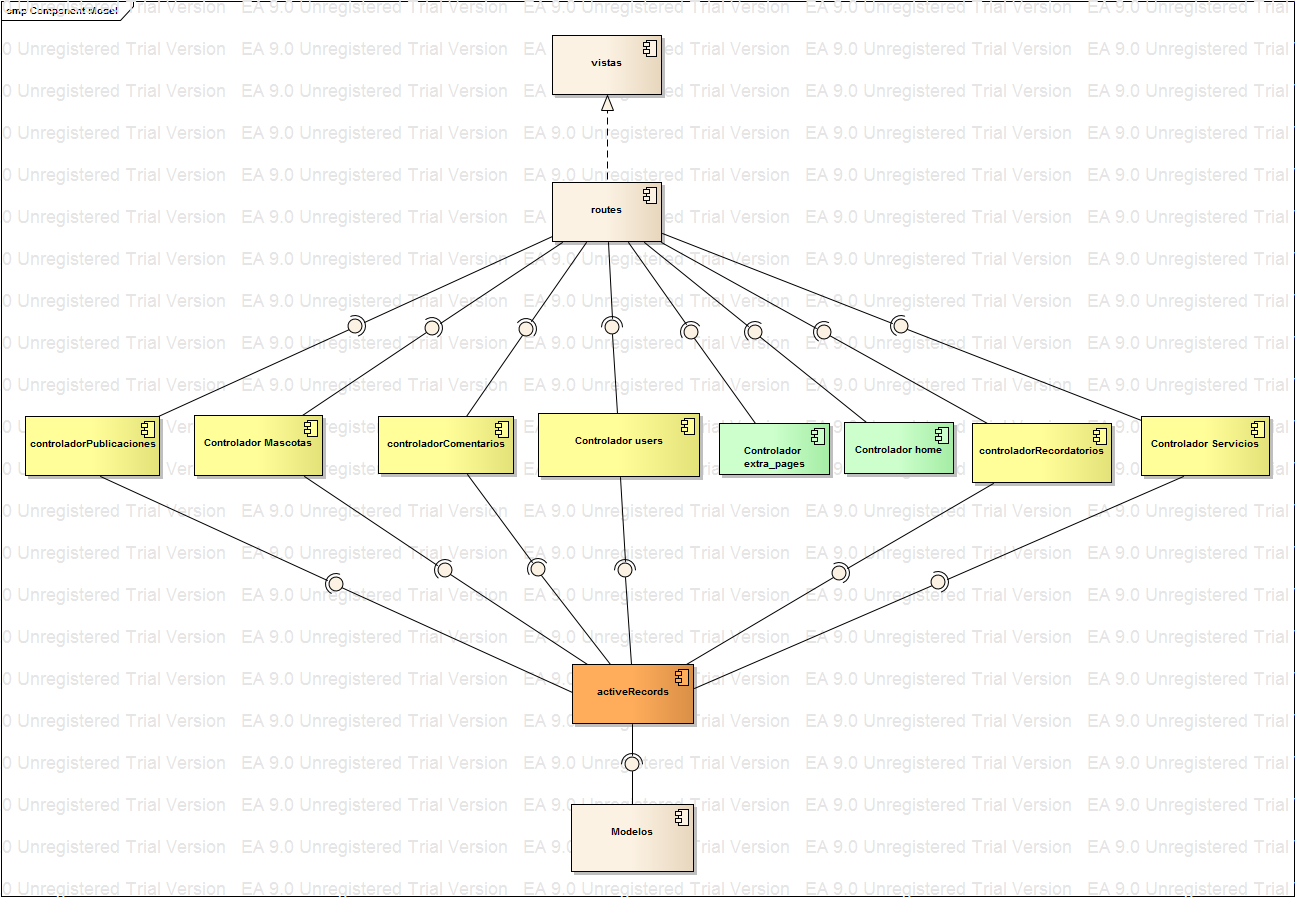 cmp Component Model
EA 9.0 Unregistered Trial Version
vistas
routes
controladorPublicaciones
Controlador Mascotas
controladorComentarios
Controlador users
Controlador
extra_pages
Controlador home
controladorRecordatorios
Controlador Servicios
activeRecords
Modelos